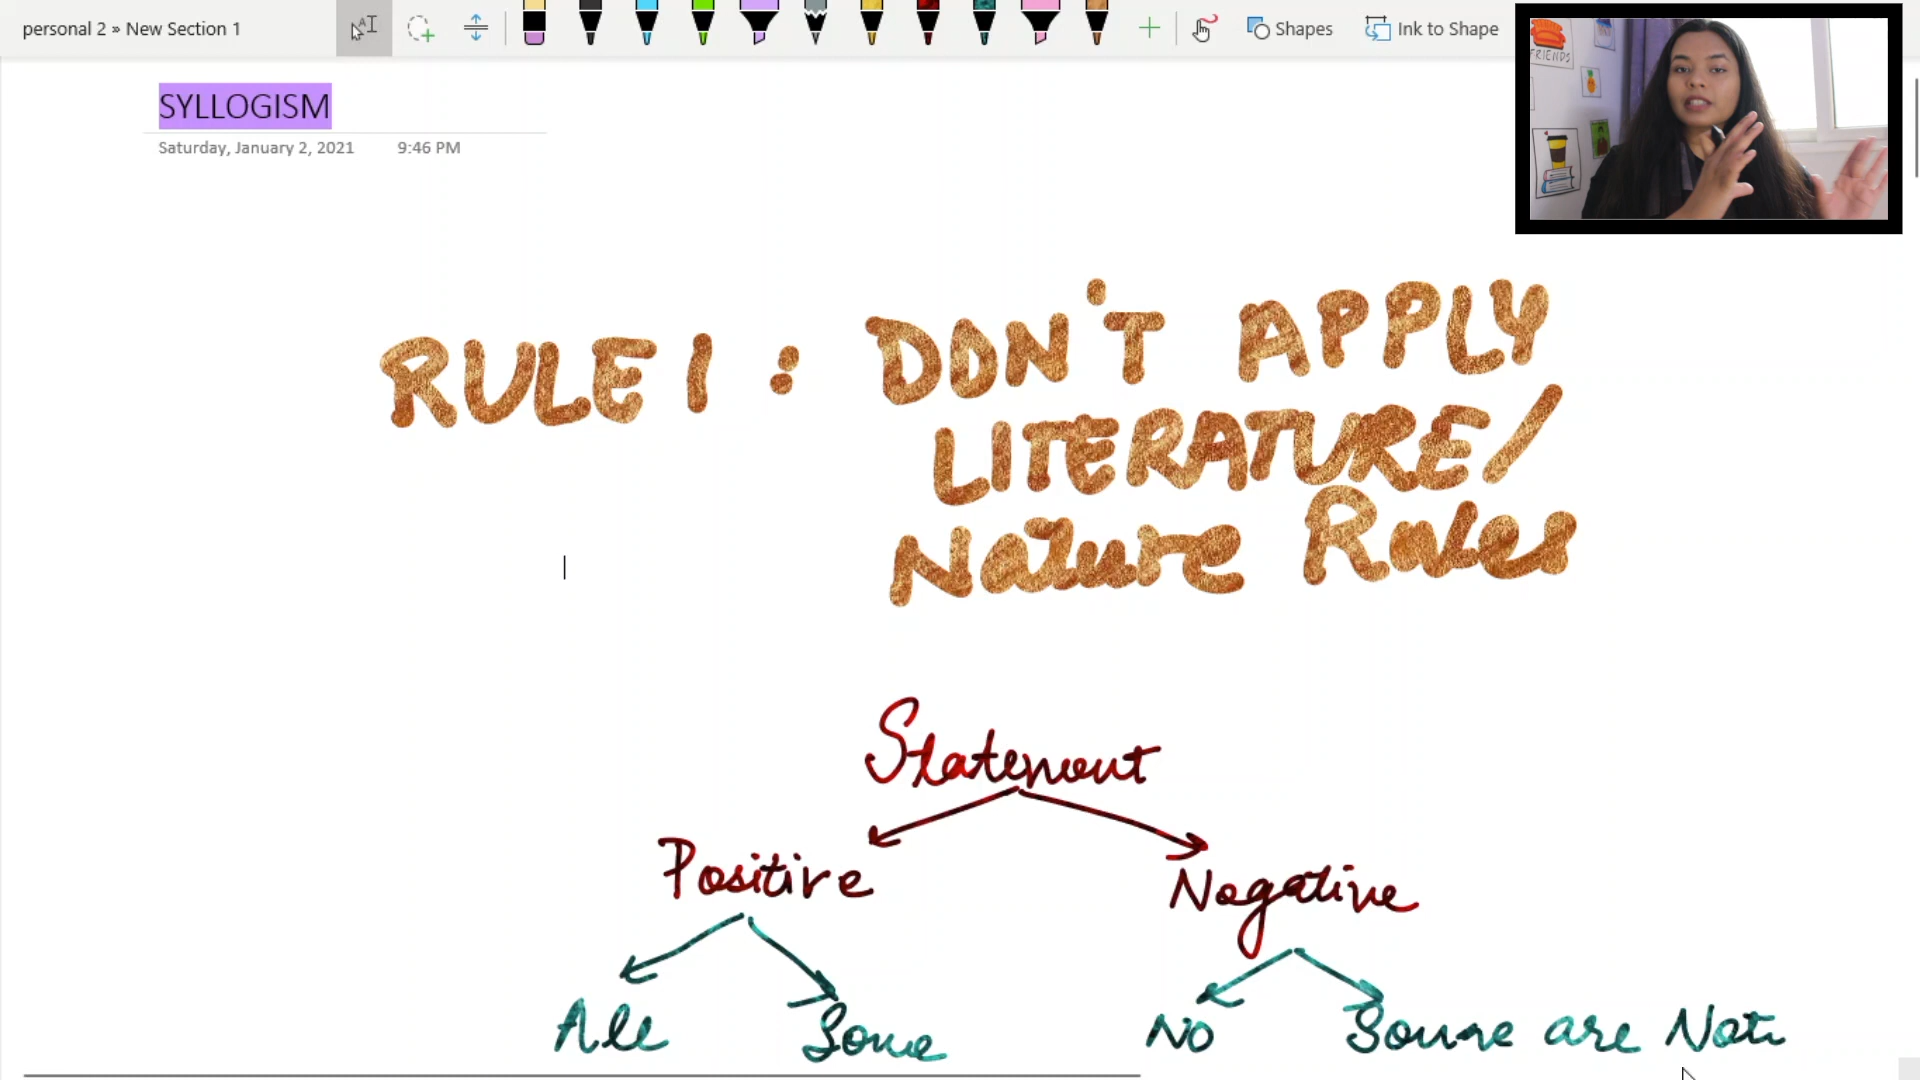 personal 2 » New Section 1
Shapes
Ink to Shape
FRIENDS
SYLLOGISM
Saturday, January 2, 2021 9:46 PM
RULE 1 : DON'T APPLY
LITERATURE/
Nature Rules
Statement
Positive Negative
All Some No Some are Not